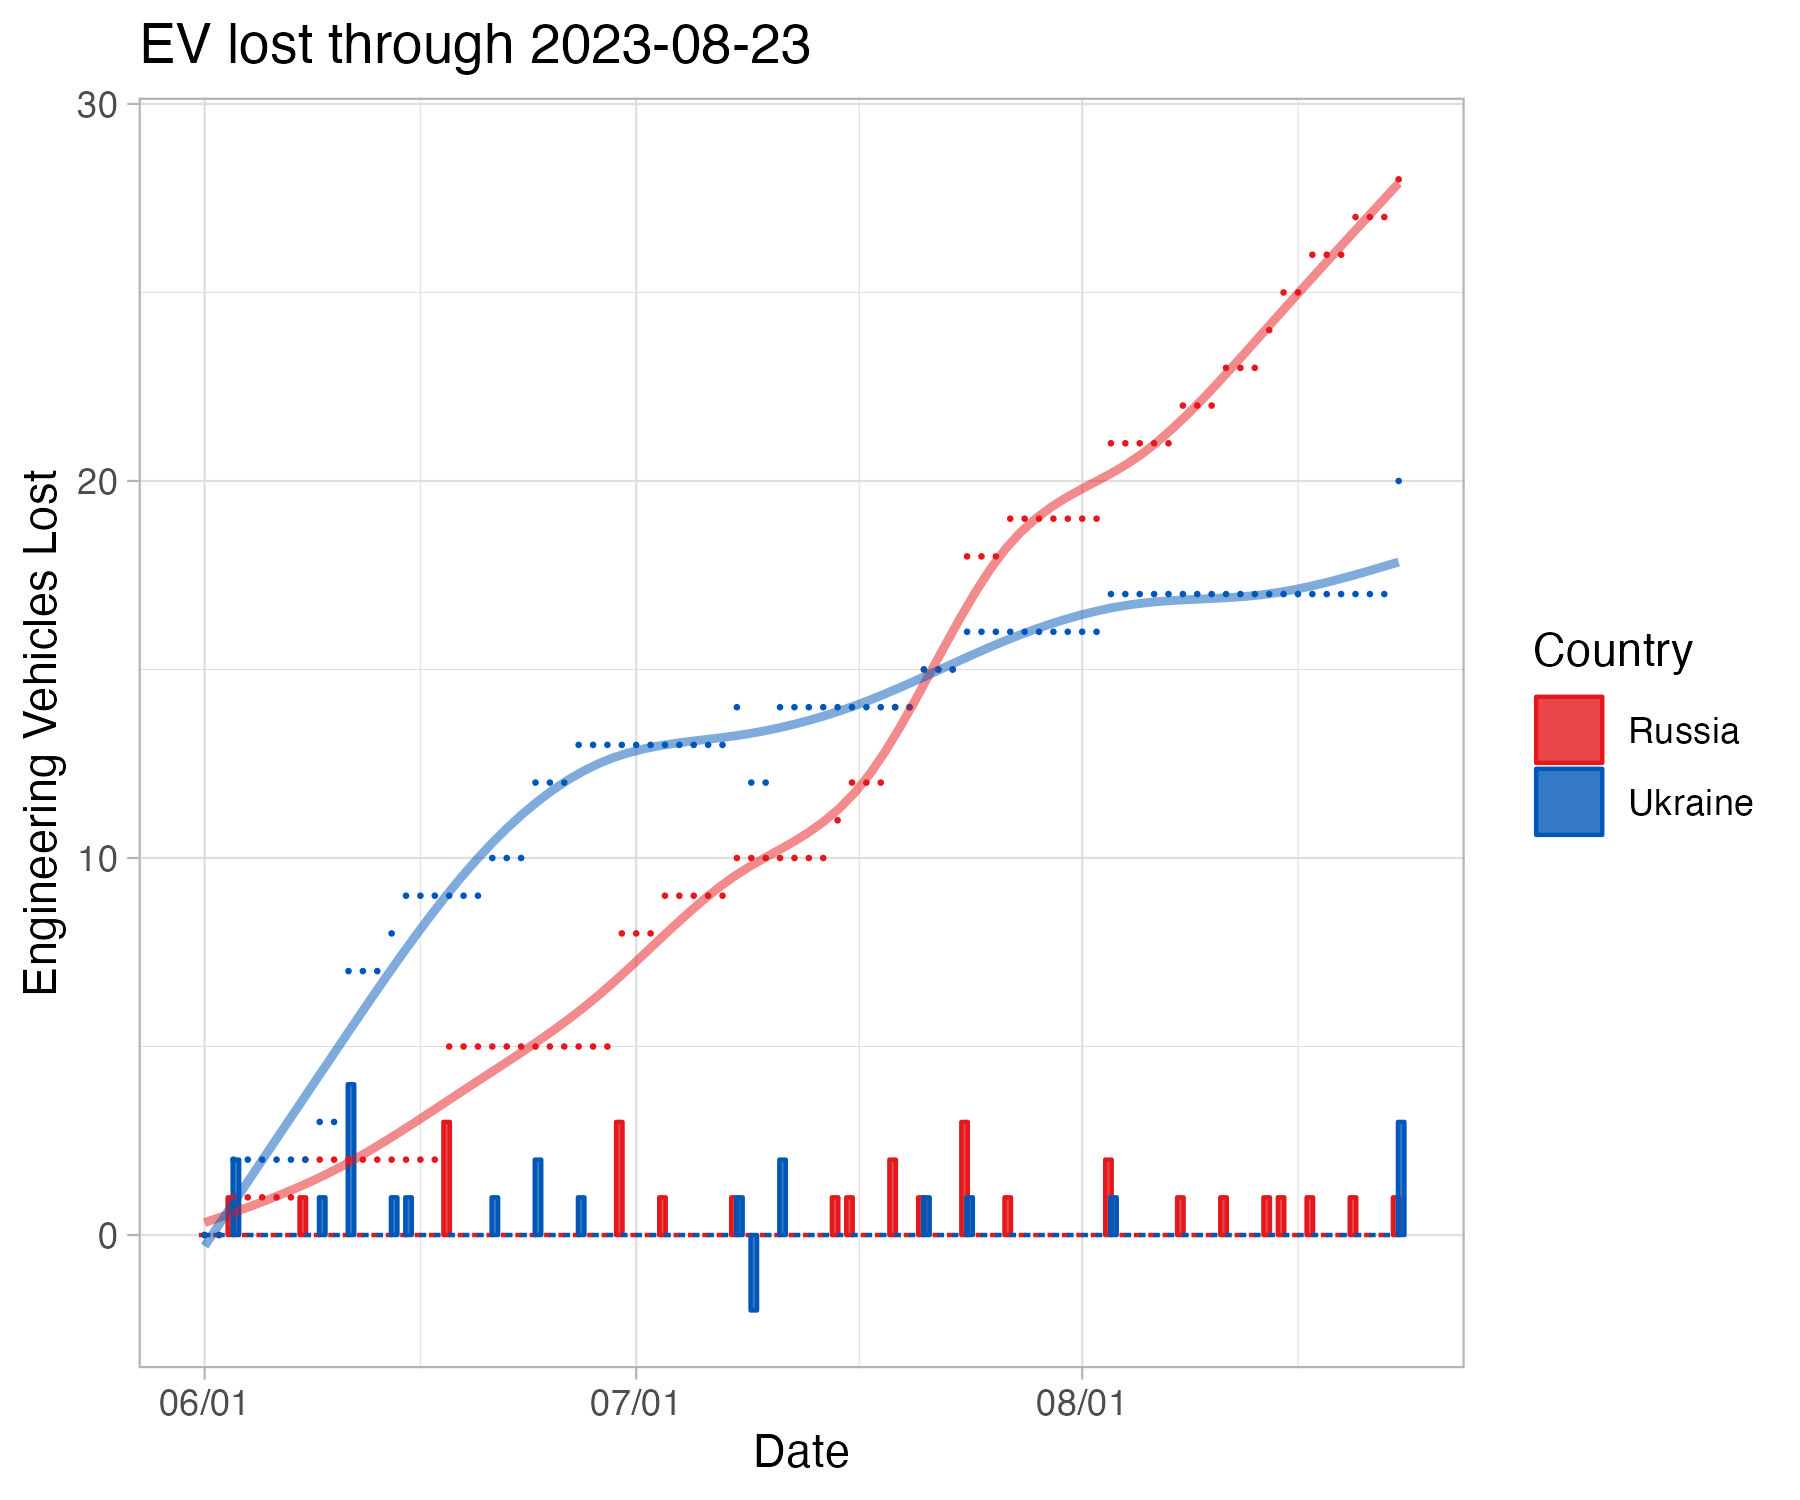 EV lost through 2023-08-23
Engineering Vehicles Lost
30
20
10
0
06/01
07/01
08/01
Date
Country
Russia
Ukraine